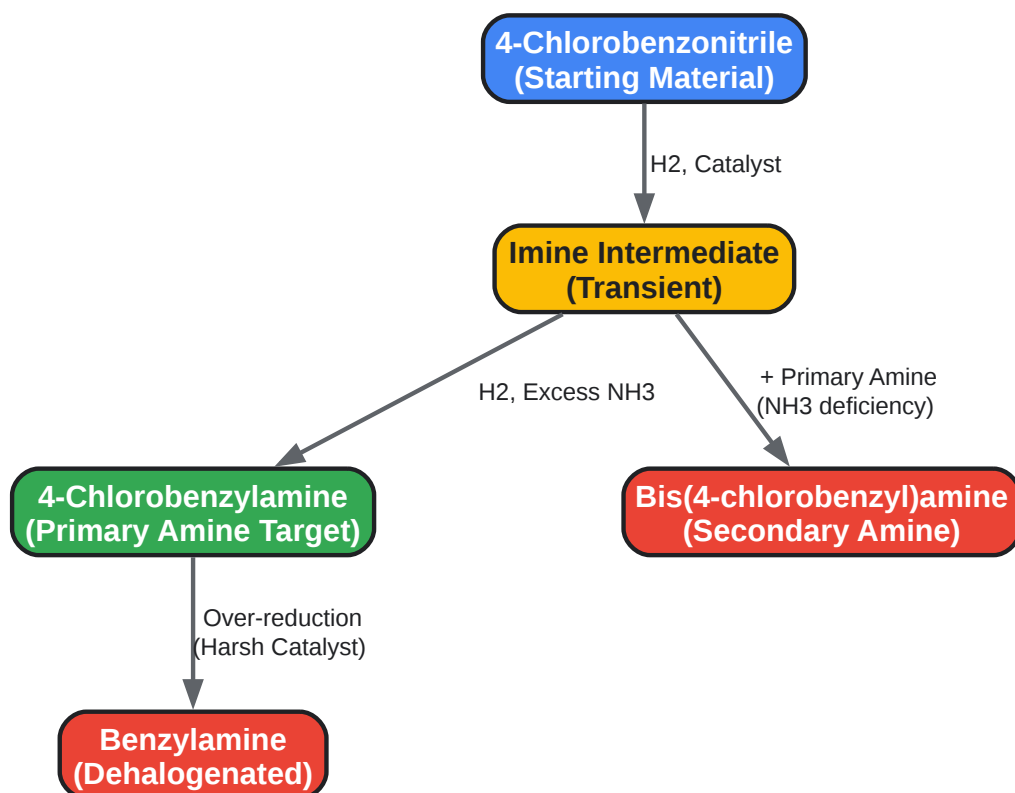 4-Chlorobenzonitrile
(Starting Material)
H2, Catalyst
Imine Intermediate
(Transient)
H2, Excess NH3
+ Primary Amine
(NH3 deficiency)
4-Chlorobenzylamine
(Primary Amine Target)
Bis(4-chlorobenzyl)amine
(Secondary Amine)
Over-reduction
(Harsh Catalyst)
Benzylamine
(Dehalogenated)